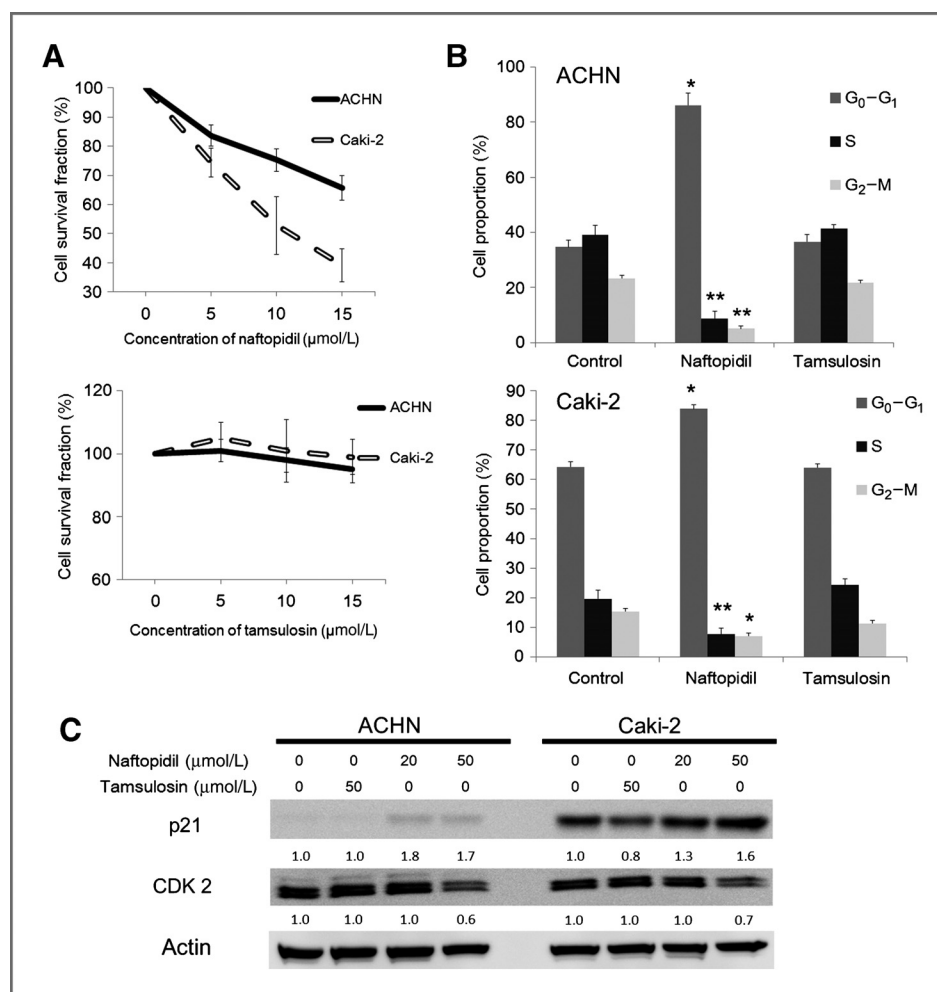 A
100
90
80
70
60
50
40
30
Cell survival fraction (%)
ACHN
Caki-2
0 5 10 15
Concentration of naftopidil (μmol/L)
120
100
80
60
Cell survival fraction (%)
ACHN
Caki-2
0 5 10 15
Concentration of tamsulosin (μmol/L)
B
ACHN
100
80
60
40
20
0
Cell proportion (%)
*
** **
G₀–G₁
S
G₂–M
Control Naftopidil Tamsulosin
Caki-2
90
80
70
60
50
40
30
20
10
0
Cell proportion (%)
*
** *
G₀–G₁
S
G₂–M
Control Naftopidil Tamsulosin
C
ACHN Caki-2
Naftopidil (μmol/L) 0 0 20 50 0 0 20 50
Tamsulosin (μmol/L) 0 50 0 0 0 50 0 0
p21
1.0 1.0 1.8 1.7 1.0 0.8 1.3 1.6
CDK 2
1.0 1.0 1.0 0.6 1.0 1.0 1.0 0.7
Actin